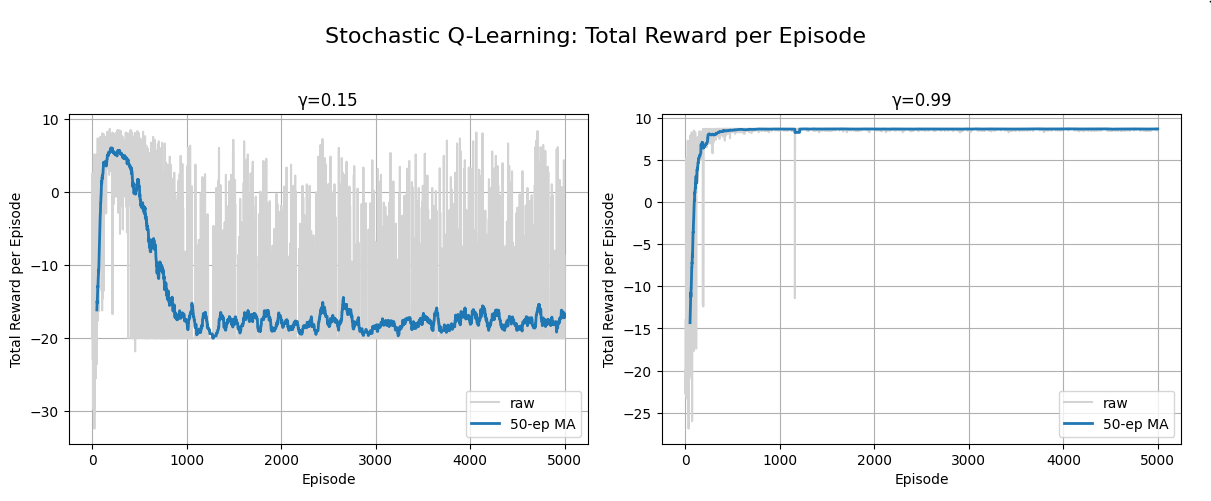 Stochastic Q-Learning: Total Reward per Episode
γ=0.15
Total Reward per Episode
10
0
−10
−20
−30
0
1000
2000
3000
4000
5000
Episode
raw
50-ep MA
γ=0.99
Total Reward per Episode
10
5
0
−5
−10
−15
−20
−25
0
1000
2000
3000
4000
5000
Episode
raw
50-ep MA